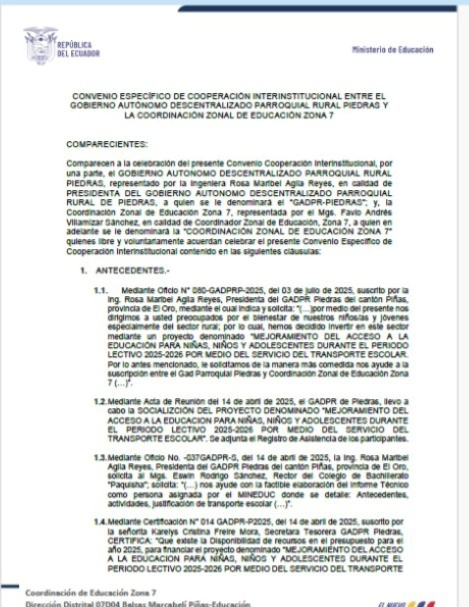 REPÚBLICA
DEL ECUADOR
Ministerio de Educación
CONVENIO ESPECÍFICO DE COOPERACIÓN INTERINSTITUCIONAL ENTRE EL
GOBIERNO AUTÓNOMO DESCENTRALIZADO PARROQUIAL RURAL PIEDRAS Y
LA COORDINACIÓN ZONAL DE EDUCACIÓN ZONA 7
COMPARECIENTES:
Comparecen a la celebración del presente Convenio Cooperación Interinstitucional, por
una parte, el GOBIERNO AUTONOMO DESCENTRALIZADO PARROQUIAL RURAL
PIEDRAS, representado por la Ingeniera Rosa Maribel Agila Reyes, en calidad de
PRESIDENTA DEL GOBIERNO AUTONOMO DESCENTRALIZADO PARROQUIAL
RURAL DE PIEDRAS, a quien se le denominará el "GADPR-PIEDRAS"; y, la
Coordinación Zonal de Educación Zona 7, representada por el Mgs. Favio Andrés
Villamizar Sánchez, en calidad de Coordinador Zonal de Educación, Zona 7, a quien en
adelante se le denominará la "COORDINACIÓN ZONAL DE EDUCACIÓN ZONA 7"
quienes libre y voluntariamente acuerdan celebrar el presente Convenio Específico de
Cooperación Interinstitucional contenido en las siguientes cláusulas:
1. ANTECEDENTES.-
1.1. Mediante Oficio N° 080-GADPRP-2025, del 03 de julio de 2025, suscrito por la
Ing. Rosa Maribel Agila Reyes, Presidenta del GADPR Piedras del cantón Piñas,
provincia de El Oro, mediante el cual indica y solicita: "(...)por medio del presente nos
dirigimos a usted preocupados por el bienestar de nuestros niños/as y jóvenes
especialmente del sector rural; por lo cual, hemos decidido invertir en este sector
mediante un proyecto denominado "MEJORAMIENTO DEL ACCESO A LA
EDUCACIÓN PARA NIÑAS, NIÑOS Y ADOLESCENTES DURANTE EL PERIODO
LECTIVO 2025-2026 POR MEDIO DEL SERVICIO DEL TRANSPORTE ESCOLAR.
Por lo antes mencionado, le solicitamos de la manera más comedida nos ayude a la
suscripción entre el Gad Parroquial Piedras y Coordinación Zonal de Educación Zona
7 (...)".
1.2. Mediante Acta de Reunión del 14 de abril de 2025, el GADPR de Piedras, llevo a
cabo la SOCIALIZACIÓN DEL PROYECTO DENOMINADO "MEJORAMIENTO DEL
ACCESO A LA EDUCACION PARA NIÑAS, NIÑOS Y ADOLESCENTES DURANTE
EL PERIODO LECTIVO 2025-2026 POR MEDIO DEL SERVICIO DEL
TRANSPORTE ESCOLAR". Se adjunta el Registro de Asistencia de los participantes.
1.3. Mediante Oficio No. -037GADPR-S, del 14 de abril de 2025, la Ing. Rosa Maribel
Agila Reyes, Presidenta del GADPR Piedras del cantón Piñas, provincia de El Oro,
solicita al Mgs. Eswin Rodrigo Sánchez, Rector del Colegio de Bachillerato
"Paquisha", solicita: "(...) nos ayude con la factible elaboración del Informe Técnico
como persona asignada por el MINEDUC donde se detalle: Antecedentes,
actividades, justificación de transporte escolar (...)".
1.4. Mediante Certificación N° 014 GADPR-P2025, del 14 de abril de 2025, suscrito por
la señorita Karelys Cristina Freire Mora, Secretara Tesorera GADPR Piedras,
CERTIFICA: "Que existe la Disponibilidad de recursos en el presupuesto para el
año 2025, para financiar el proyecto denominado "MEJORAMIENTO DEL ACCESO
A LA EDUCACION PARA NIÑAS, NIÑOS Y ADOLESCENTES DURANTE EL
PERIODO LECTIVO 2025-2026 POR MEDIO DEL SERVICIO DEL TRANSPORTE
Coordinación de Educación Zona 7
Dirección Distrital 07D04 Balsas Marcabelí Piñas-Educación
EL NUEVO